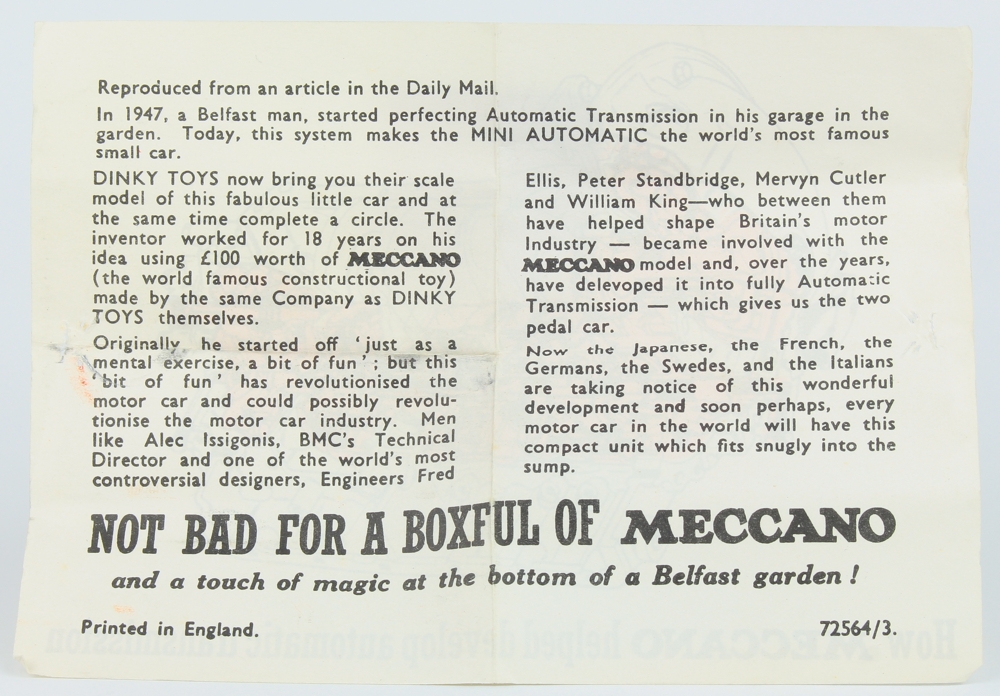 Reproduced from an article in the Daily Mail.
In 1947, a Belfast man, started perfecting Automatic Transmission in his garage in the
garden. Today, this system makes the MINI AUTOMATIC the world's most famous
small car.
DINKY TOYS now bring you their scale
model of this fabulous little car and at
the same time complete a circle. The
inventor worked for 18 years on his
idea using £100 worth of MECCANO
(the world famous constructional toy)
made by the same Company as DINKY
TOYS themselves.
Originally, he started off 'just as a
mental exercise, a bit of fun'; but this
'bit of fun' has revolutionised the
motor car and could possibly revolu-
tionise the motor car industry. Men
like Alec Issigonis, BMC's Technical
Director and one of the world's most
controversial designers, Engineers Fred
Ellis, Peter Standbridge, Mervyn Cutler
and William King—who between them
have helped shape Britain's motor
Industry — became involved with the
MECCANO model and, over the years,
have delevoped it into fully Automatic
Transmission — which gives us the two
pedal car.
Now the Japanese, the French, the
Germans, the Swedes, and the Italians
are taking notice of this wonderful
development and soon perhaps, every
motor car in the world will have this
compact unit which fits snugly into the
sump.
NOT BAD FOR A BOXFUL OF MECCANO
and a touch of magic at the bottom of a Belfast garden!
Printed in England.
72564/3.
How MECCANO helped develop automatic transmission